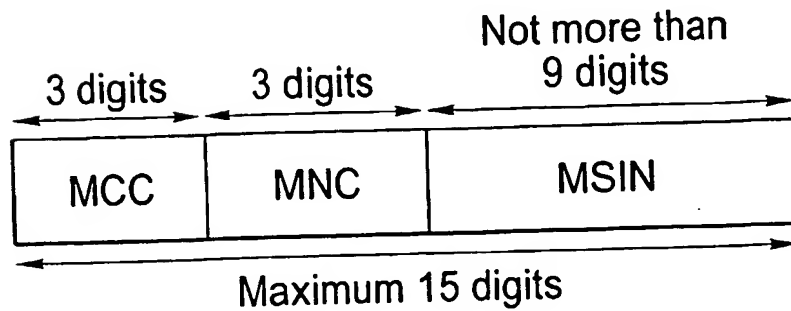 Not more than
3 digits 3 digits 9 digits
MCC MNC MSIN
Maximum 15 digits